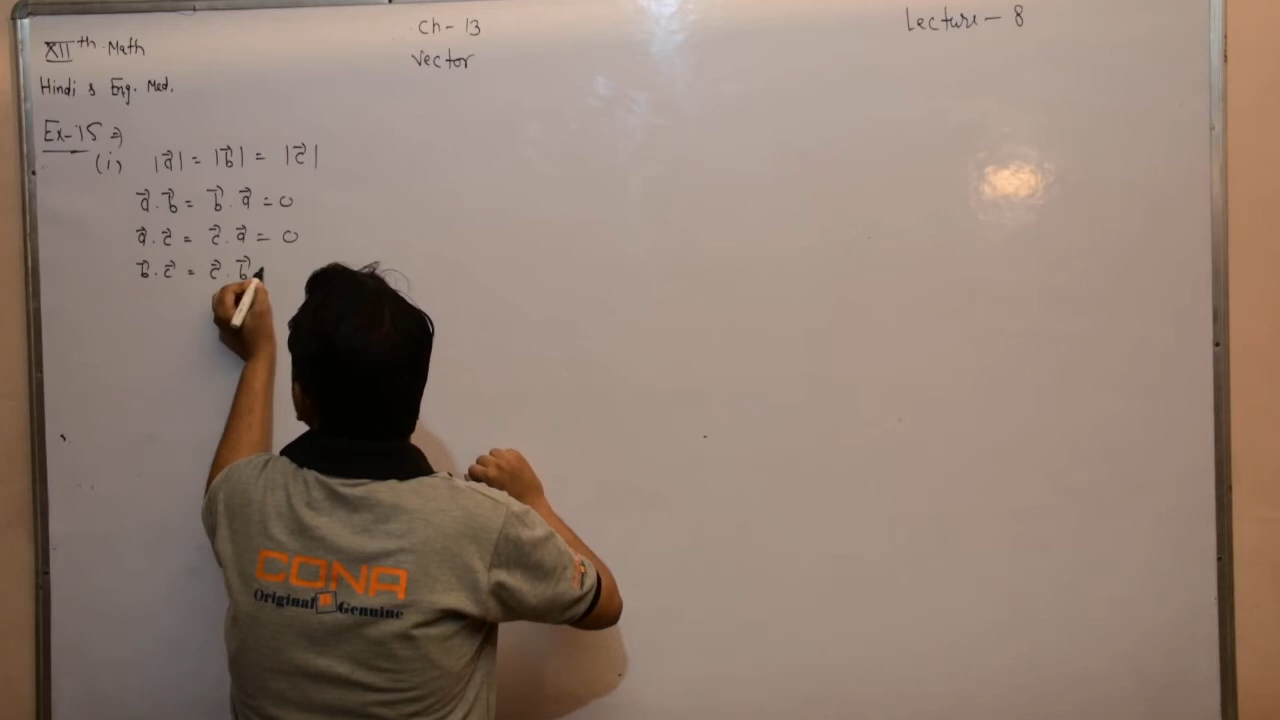 XIIth Math
Hindi & Eng. Med.
Ch - 13
Vector
Lecture - 8
Ex-15 ⇒
(i) |a⃗| = |b⃗| = |c⃗|
a⃗.b⃗ = b⃗.a⃗ = 0
a⃗.c⃗ = c⃗.a⃗ = 0
b⃗.c⃗ = c⃗.b⃗
CONA
Original Genuine